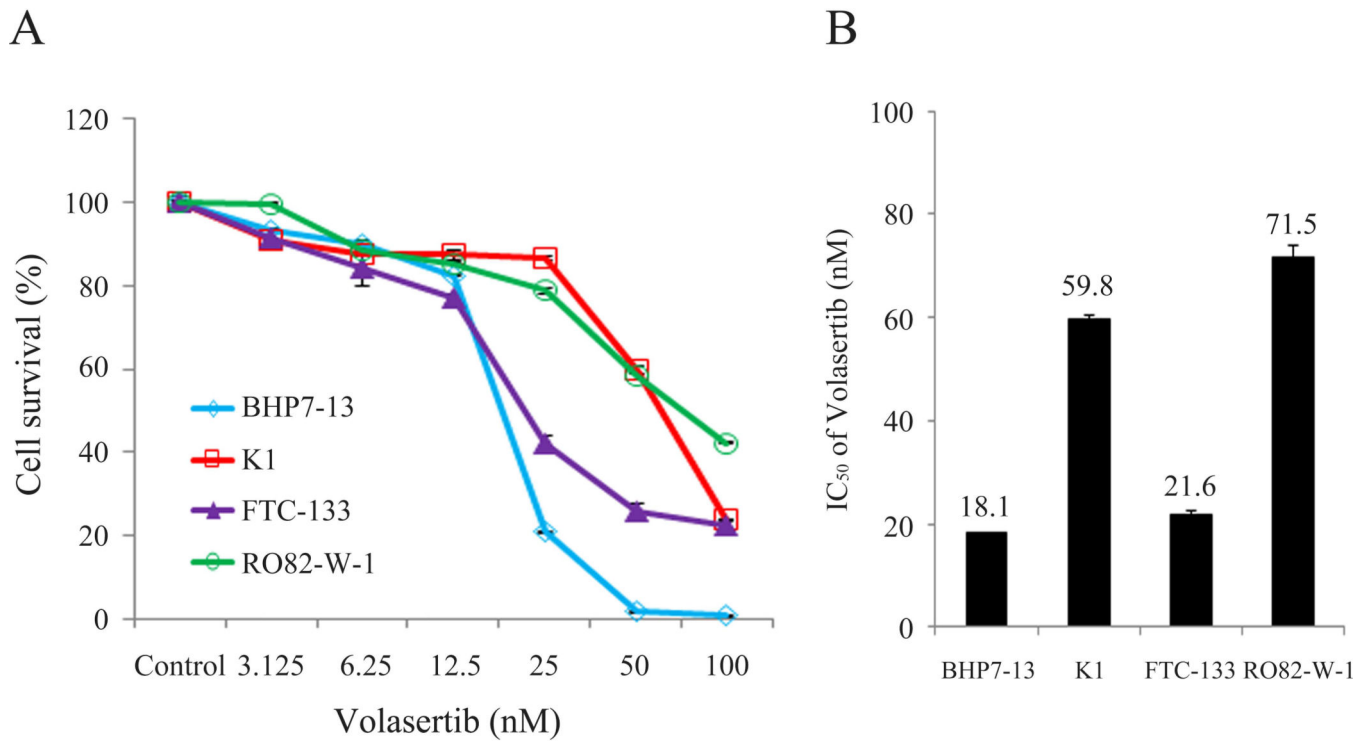 A
B
120
100
80
60
40
20
0
Cell survival (%)
BHP7-13
K1
FTC-133
RO82-W-1
Control 3.125 6.25 12.5 25 50 100
Volasertib (nM)
100
80
60
40
20
0
IC₅₀ of Volasertib (nM)
18.1
59.8
21.6
71.5
BHP7-13 K1 FTC-133 RO82-W-1